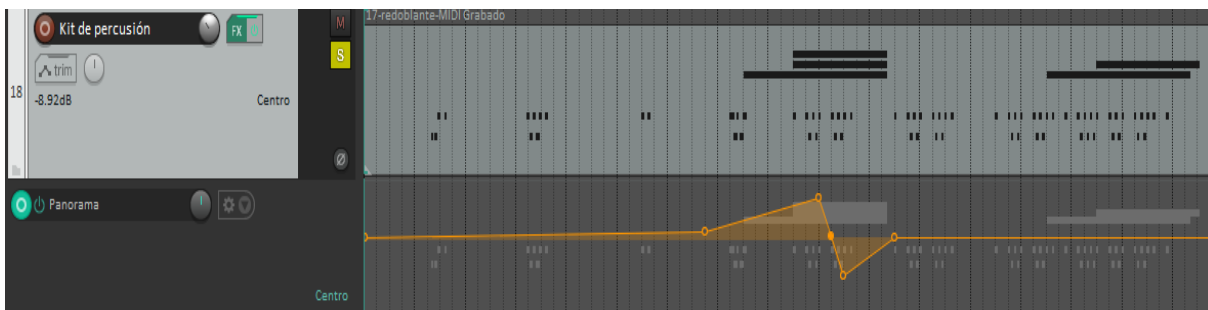 17-redoblante-MIDI Grabado
Kit de percusión
FX
M
trim
S
18
-8.92dB
Centro
Panorama
Centro